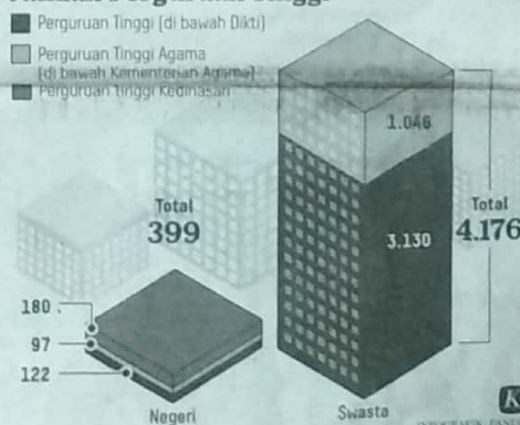 Perguruan Tinggi (di bawah Dikti)
Perguruan Tinggi Agama
(di bawah Kementerian Agama)
Perguruan Tinggi Kedinasan
1.046
Total
399
3.130
Total
4.176
180
97
122
Negeri
Swasta
K
INFOGRAFIK: